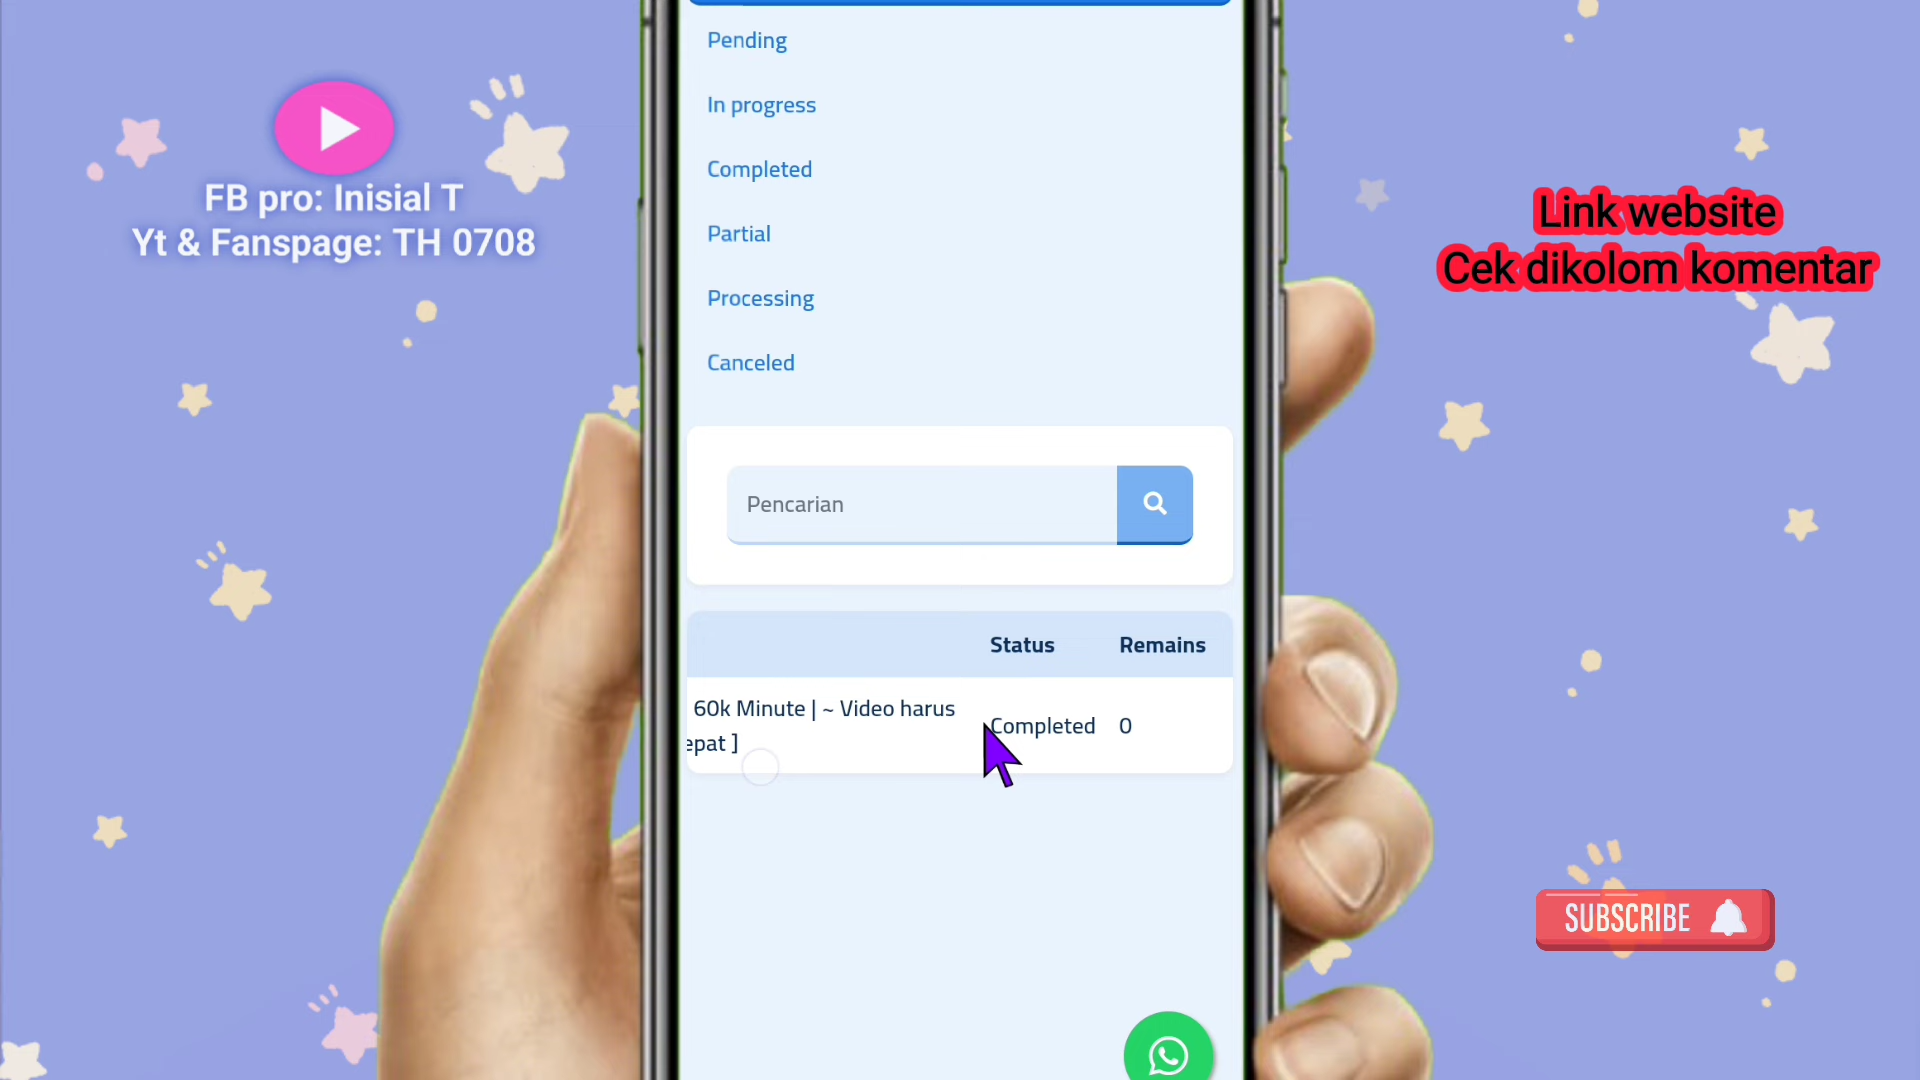 FB pro: Inisial T
Yt & Fanspage: TH 0708
Pending
In progress
Completed
Partial
Processing
Canceled
Pencarian
Status Remains
60k Minute | ~ Video harus
epat ]
Completed 0
Link website
Cek dikolom komentar
SUBSCRIBE